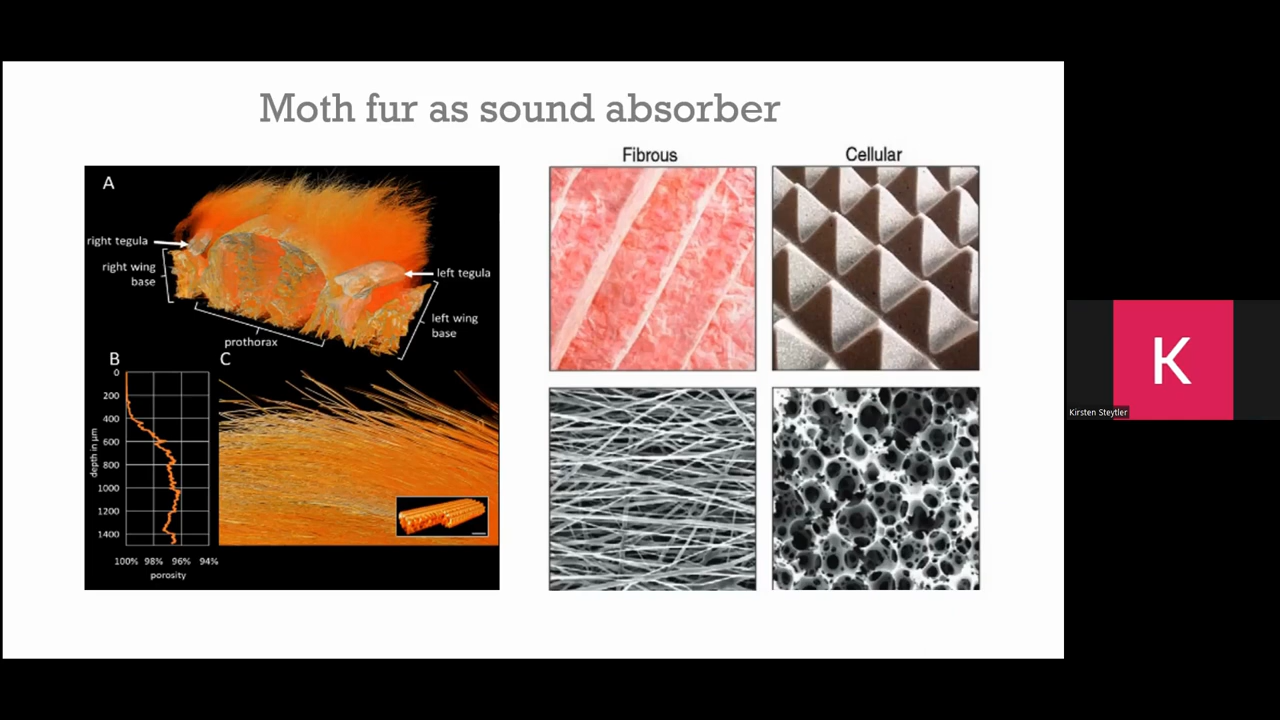 Moth fur as sound absorber
A
right tegula
right wing
base
left tegula
left wing
base
prothorax
B
0
200
400
600
800
1000
1200
1400
depth in µm
100% 98% 96% 94%
porosity
C
Fibrous
Cellular
K
Kirsten Steytler